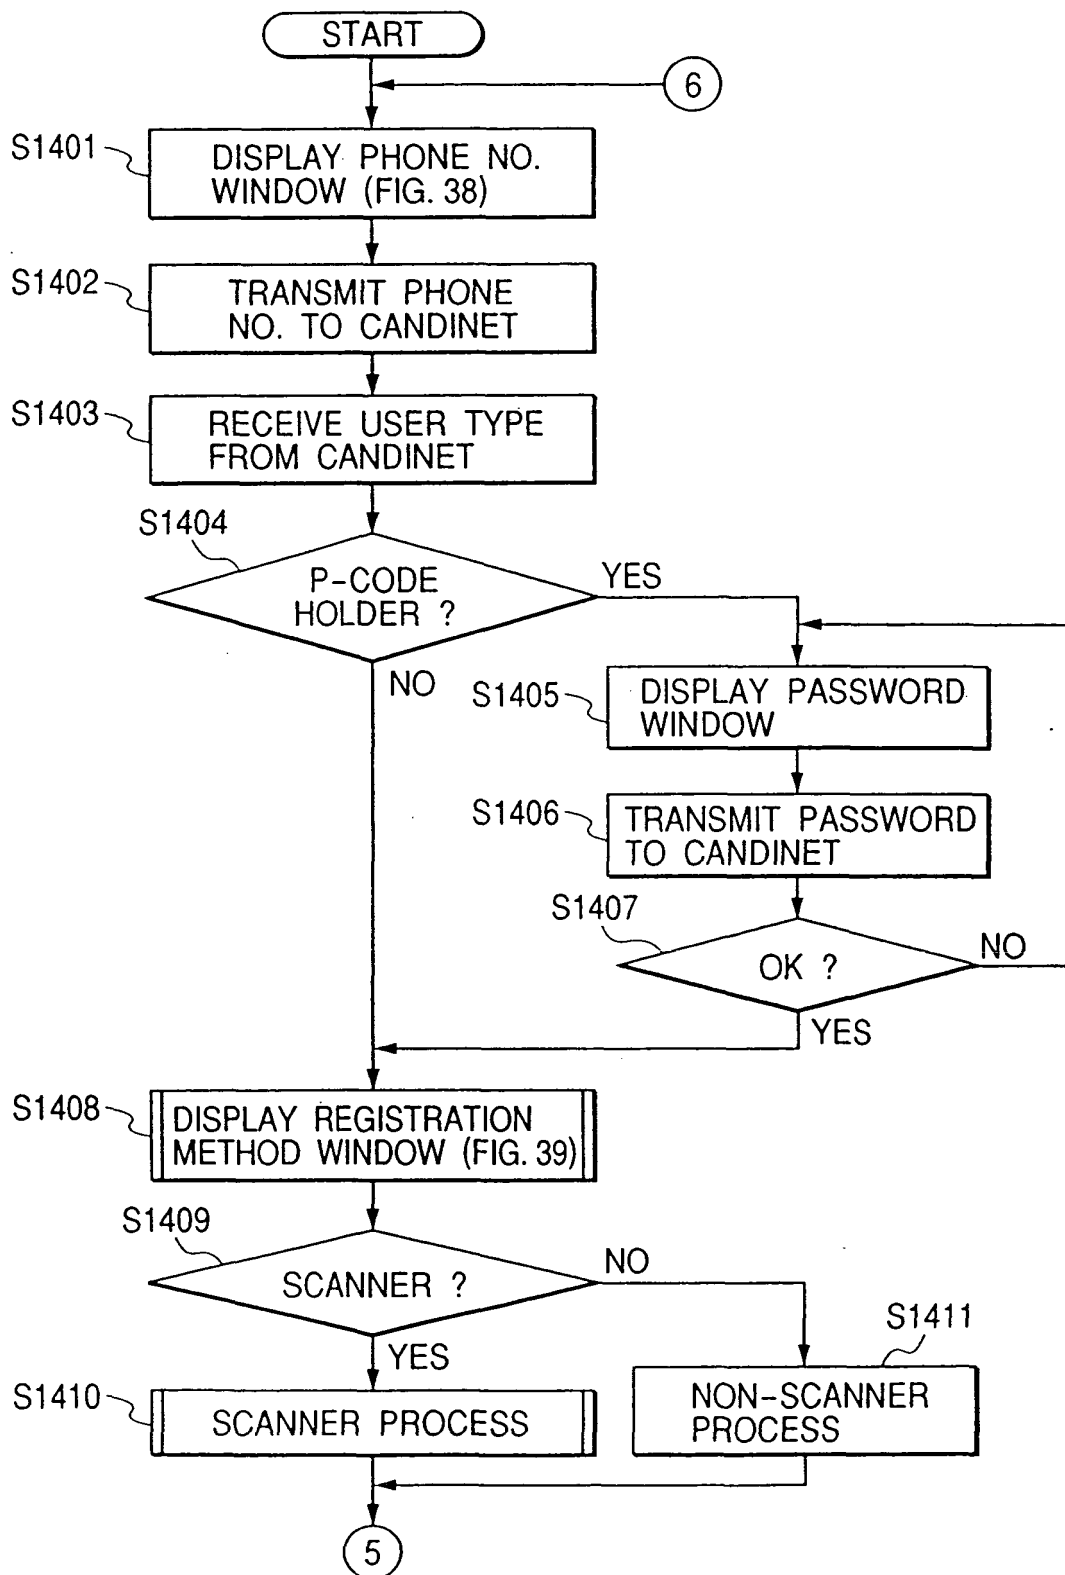 START
6
S1401
DISPLAY PHONE NO.
WINDOW (FIG. 38)
S1402
TRANSMIT PHONE
NO. TO CANDINET
S1403
RECEIVE USER TYPE
FROM CANDINET
S1404
P-CODE
HOLDER ?
YES
NO
S1405
DISPLAY PASSWORD
WINDOW
S1406
TRANSMIT PASSWORD
TO CANDINET
S1407
OK ?
NO
YES
S1408
DISPLAY REGISTRATION
METHOD WINDOW (FIG. 39)
S1409
SCANNER ?
NO
YES
S1411
S1410
SCANNER PROCESS
NON-SCANNER
PROCESS
5